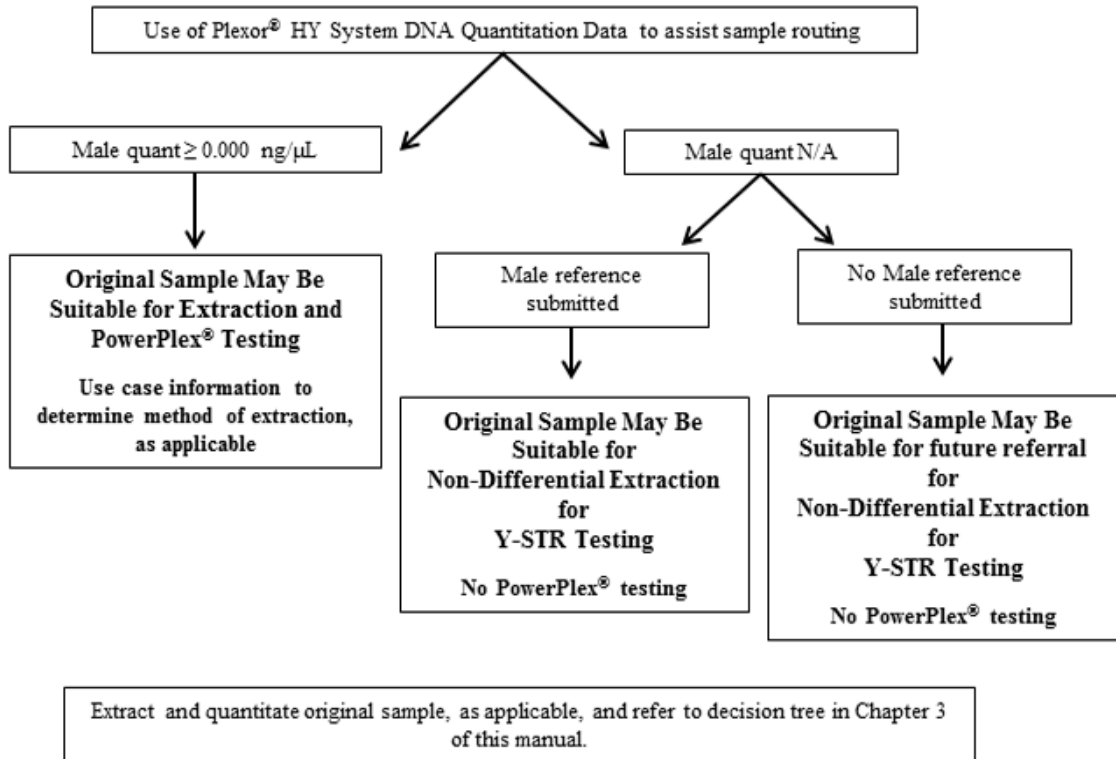 Use of Plexor® HY System DNA Quantitation Data to assist sample routing
Male quant ≥ 0.000 ng/µL
Male quant N/A
Original Sample May Be
Suitable for Extraction and
PowerPlex® Testing
Use case information to
determine method of extraction,
as applicable
Male reference
submitted
No Male reference
submitted
Original Sample May Be
Suitable for
Non-Differential Extraction
for
Y-STR Testing
No PowerPlex® testing
Original Sample May Be
Suitable for future referral
for
Non-Differential Extraction
for
Y-STR Testing
No PowerPlex® testing
Extract and quantitate original sample, as applicable, and refer to decision tree in Chapter 3
of this manual.